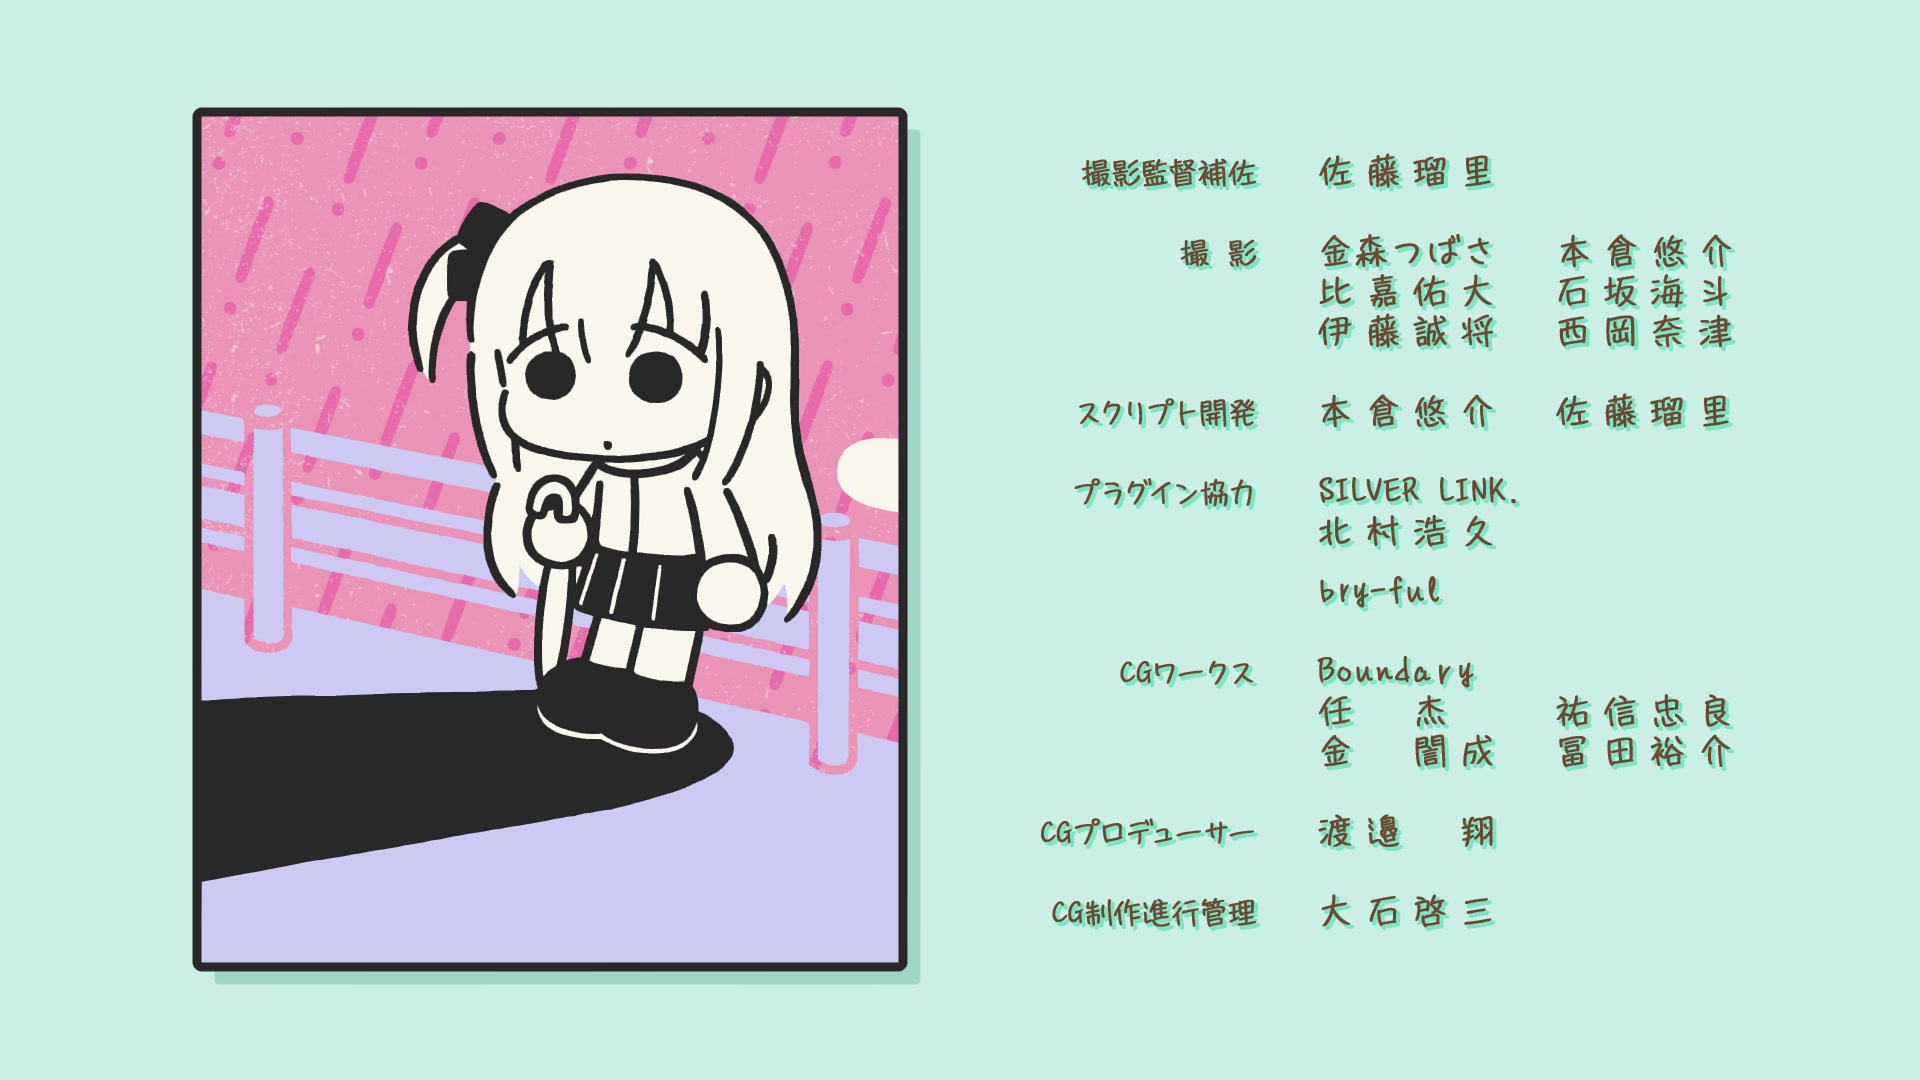 撮影監督補佐 佐藤瑠里
撮影 金森つばさ 本倉悠介
比嘉佑大 石坂海斗
伊藤誠将 西岡奈津
スクリプト開発 本倉悠介 佐藤瑠里
プラグイン協力 SILVER LINK.
北村浩久
bry-ful
CGワークス Boundary
任 杰 祐信忠良
金 誾成 冨田裕介
CGプロデューサー 渡邉 翔
CG制作進行管理 大石啓三